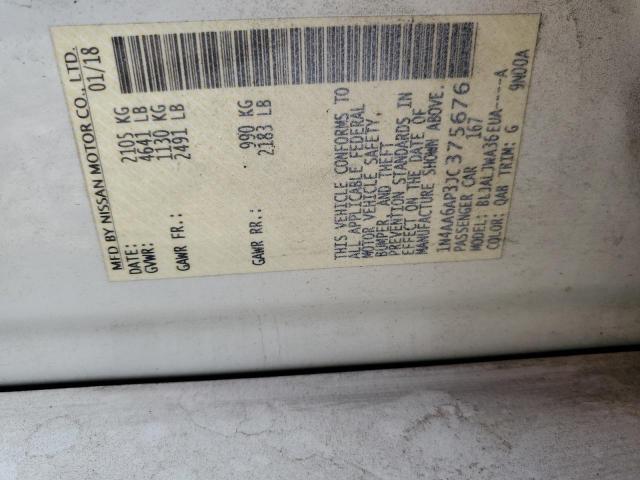 MFD BY NISSAN MOTOR CO., LTD.
DATE: 01/18
GVWR: 2105 KG
4641 LB
GAWR FR.: 1130 KG
2491 LB
GAWR RR.: 990 KG
2183 LB
THIS VEHICLE CONFORMS TO
ALL APPLICABLE FEDERAL
MOTOR VEHICLE SAFETY,
BUMPER, AND THEFT
PREVENTION STANDARDS IN
EFFECT ON THE DATE OF
MANUFACTURE SHOWN ABOVE.
1N4AA6AP3JC375676
PASSENGER CAR 167
MODEL: BLJALJWA36EUA-----A
COLOR: QAB TRIM: G 9N00A